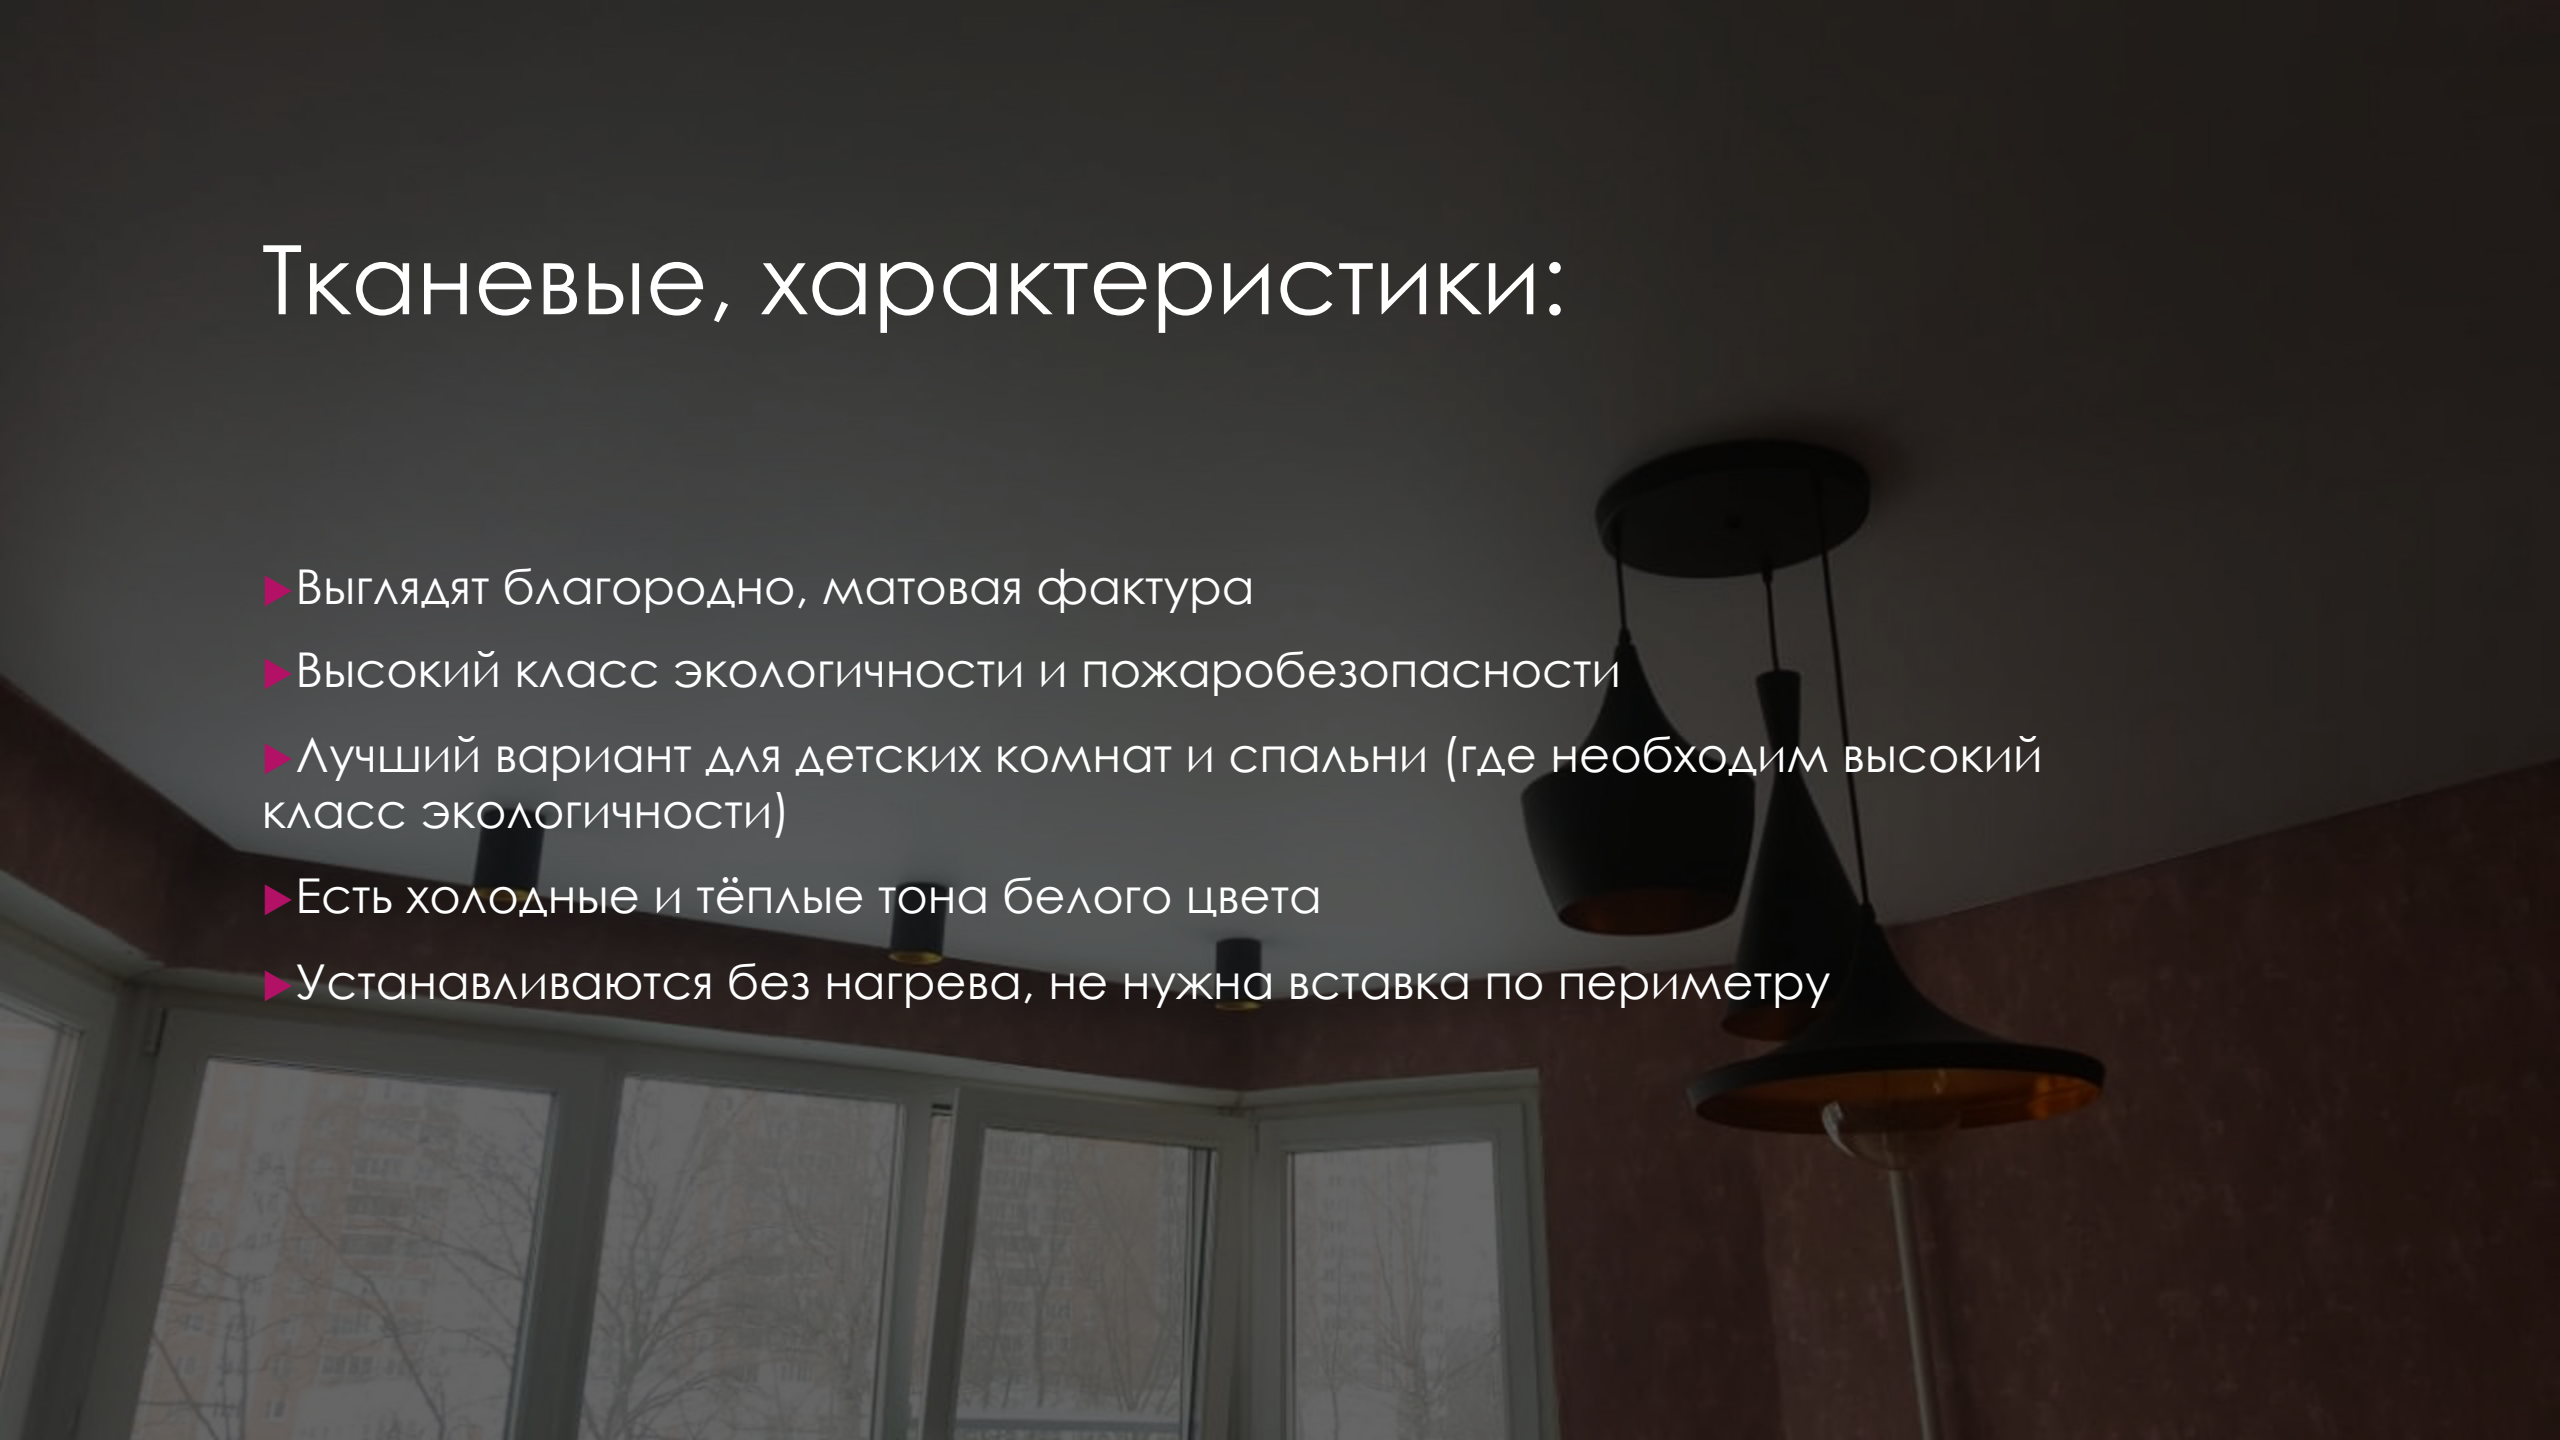 Тканевые, характеристики:
Выглядят благородно, матовая фактура
Высокий класс экологичности и пожаробезопасности
Лучший вариант для детских комнат и спальни (где необходим высокий
класс экологичности)
Есть холодные и тёплые тона белого цвета
Устанавливаются без нагрева, не нужна вставка по периметру